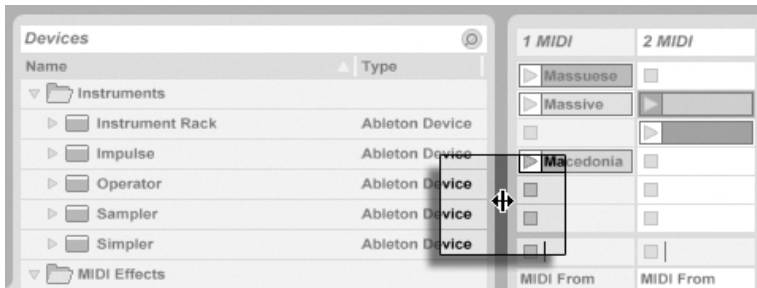 Devices
Name Type
Instruments
Instrument Rack Ableton Device
Impulse Ableton Device
Operator Ableton Device
Sampler Ableton Device
Simpler Ableton Device
MIDI Effects
1 MIDI 2 MIDI
Massuese
Massive
Macedonia
MIDI From MIDI From